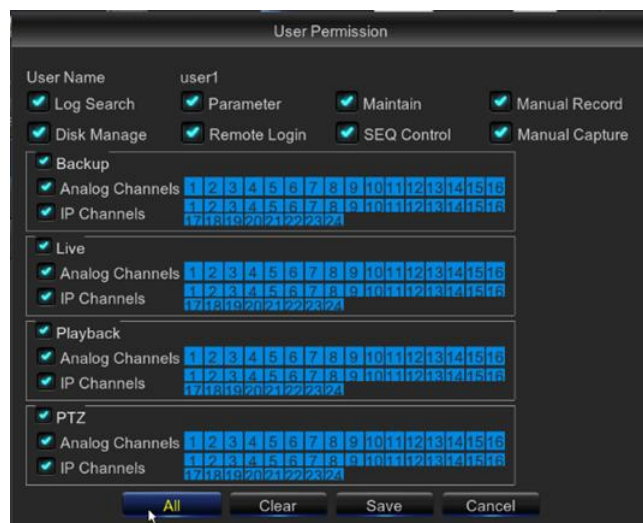 User Permission
User Name user1
Log Search Parameter Maintain Manual Record
Disk Manage Remote Login SEQ Control Manual Capture
Backup
Analog Channels 1 2 3 4 5 6 7 8 9 10 11 12 13 14 15 16
IP Channels 1 2 3 4 5 6 7 8 9 10 11 12 13 14 15 16
17 18 19 20 21 22 23 24
Live
Analog Channels 1 2 3 4 5 6 7 8 9 10 11 12 13 14 15 16
IP Channels 1 2 3 4 5 6 7 8 9 10 11 12 13 14 15 16
17 18 19 20 21 22 23 24
Playback
Analog Channels 1 2 3 4 5 6 7 8 9 10 11 12 13 14 15 16
IP Channels 1 2 3 4 5 6 7 8 9 10 11 12 13 14 15 16
17 18 19 20 21 22 23 24
PTZ
Analog Channels 1 2 3 4 5 6 7 8 9 10 11 12 13 14 15 16
IP Channels 1 2 3 4 5 6 7 8 9 10 11 12 13 14 15 16
17 18 19 20 21 22 23 24
All Clear Save Cancel